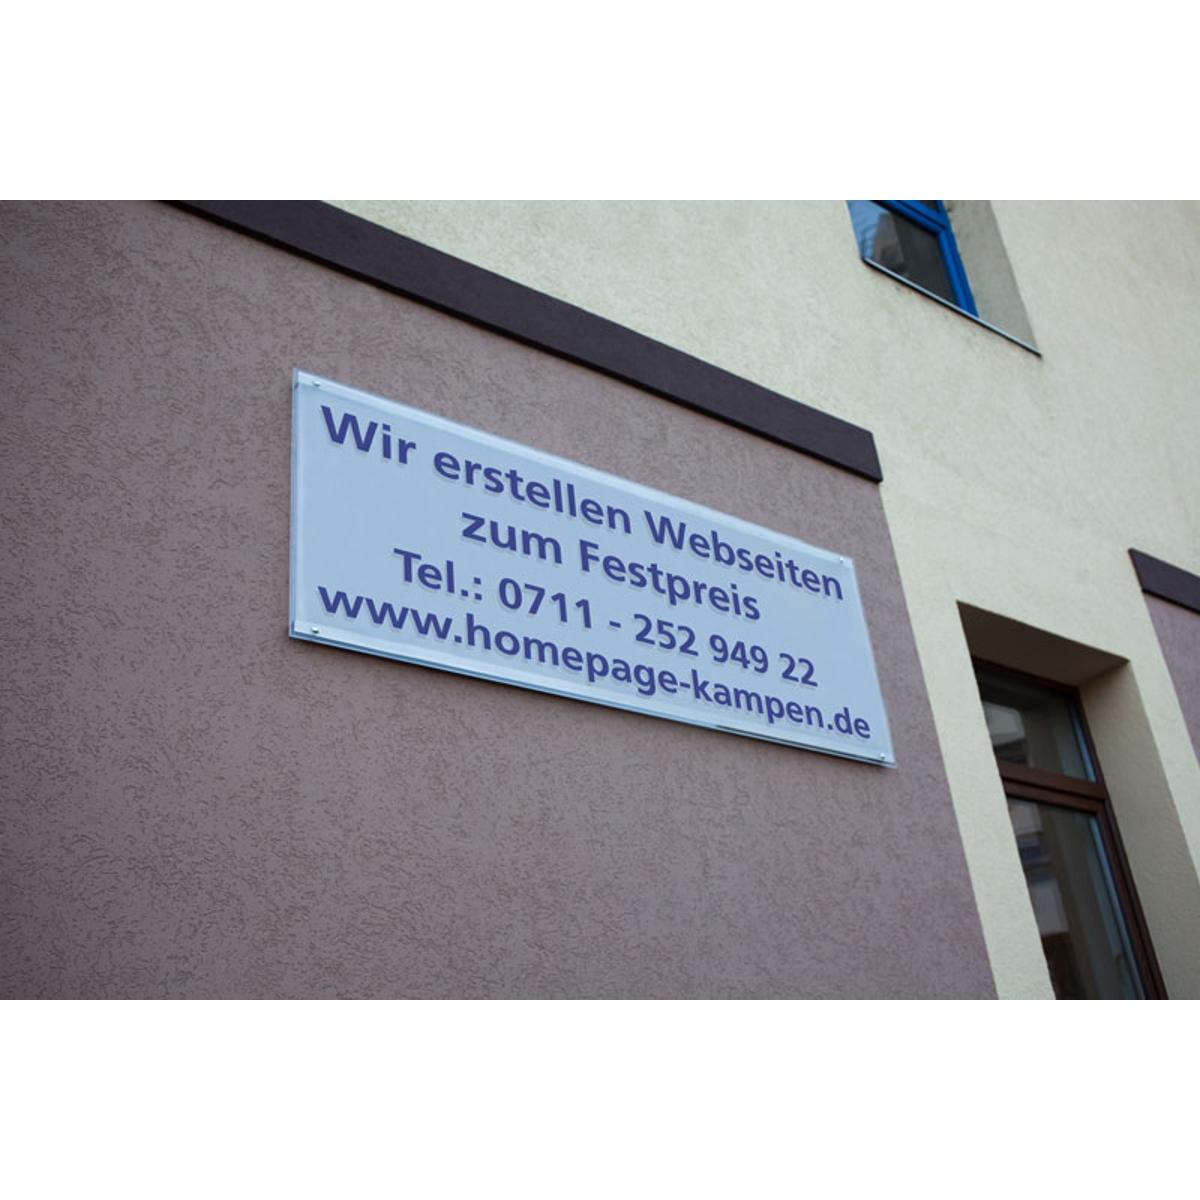 Wir erstellen Webseiten
zum Festpreis
Tel.: 0711 - 252 949 22
www.homepage-kampen.de